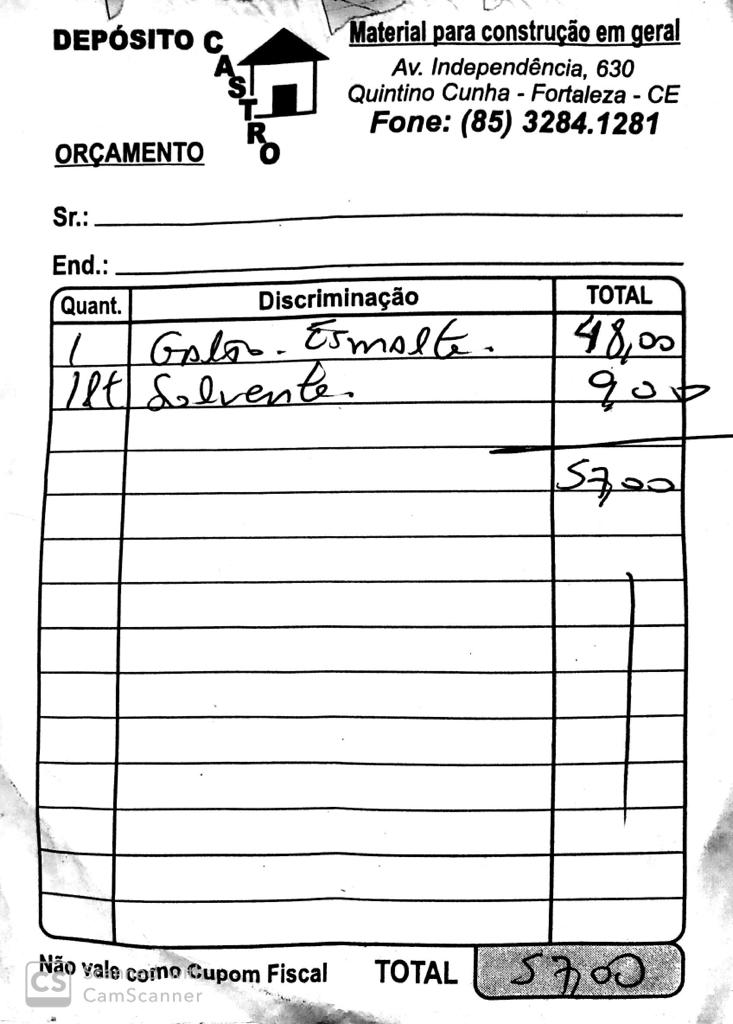 DEPÓSITO CASTRO
Material para construção em geral
Av. Independência, 630
Quintino Cunha - Fortaleza - CE
Fone: (85) 3284.1281
ORÇAMENTO
Sr.:
End.:
Quant. Discriminação TOTAL
1 Galão. Esmalte. 48,00
1 lt Solvente. 9,00
57,00
Não vale como Cupom Fiscal TOTAL 57,00
CS CamScanner